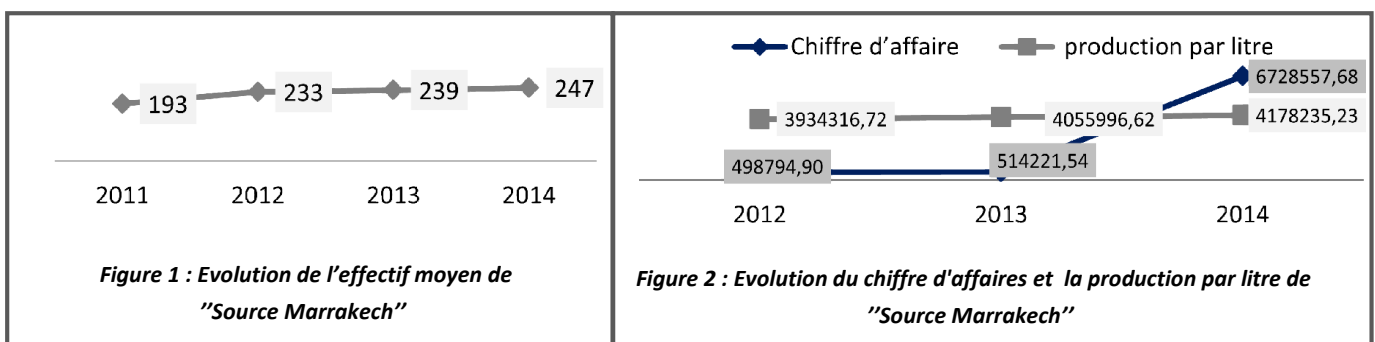 193
233
239
247
2011 2012 2013 2014
Figure 1 : Evolution de l’effectif moyen de
’’Source Marrakech’’
Chiffre d’affaire production par litre
6728557,68
3934316,72
4055996,62
4178235,23
498794,90
514221,54
2012 2013 2014
Figure 2 : Evolution du chiffre d'affaires et la production par litre de
’’Source Marrakech’’